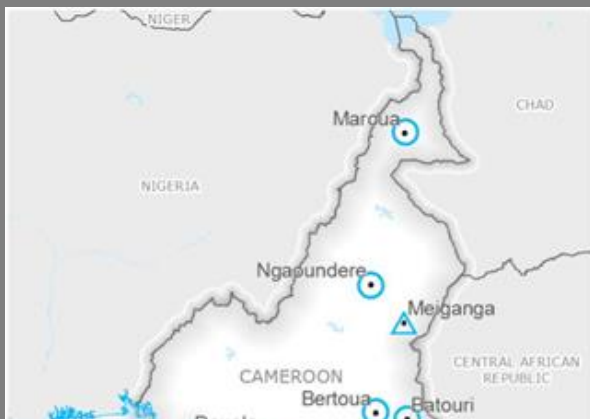 NIGER
CHAD
Maroua
NIGERIA
Ngaoundere
Meiganga
CENTRAL AFRICAN
REPUBLIC
CAMEROON
Bertoua
Batouri